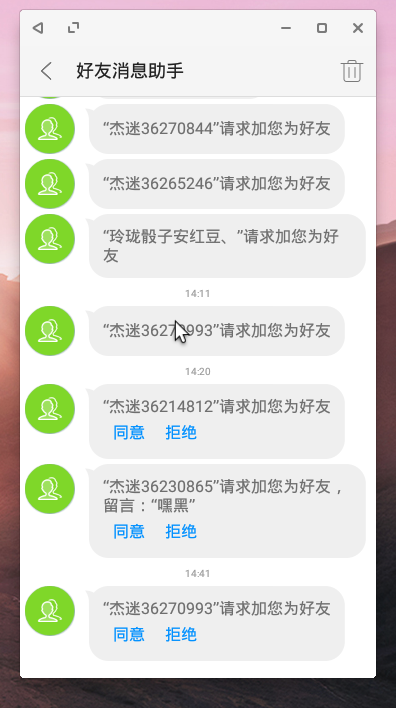 好友消息助手
“杰迷36270844”请求加您为好友
“杰迷36265246”请求加您为好友
“玲珑骰子安红豆、”请求加您为好
友
14:11
“杰迷36270993”请求加您为好友
14:20
“杰迷36214812”请求加您为好友
同意 拒绝
“杰迷36230865”请求加您为好友，
留言：“嘿黑”
同意 拒绝
14:41
“杰迷36270993”请求加您为好友
同意 拒绝